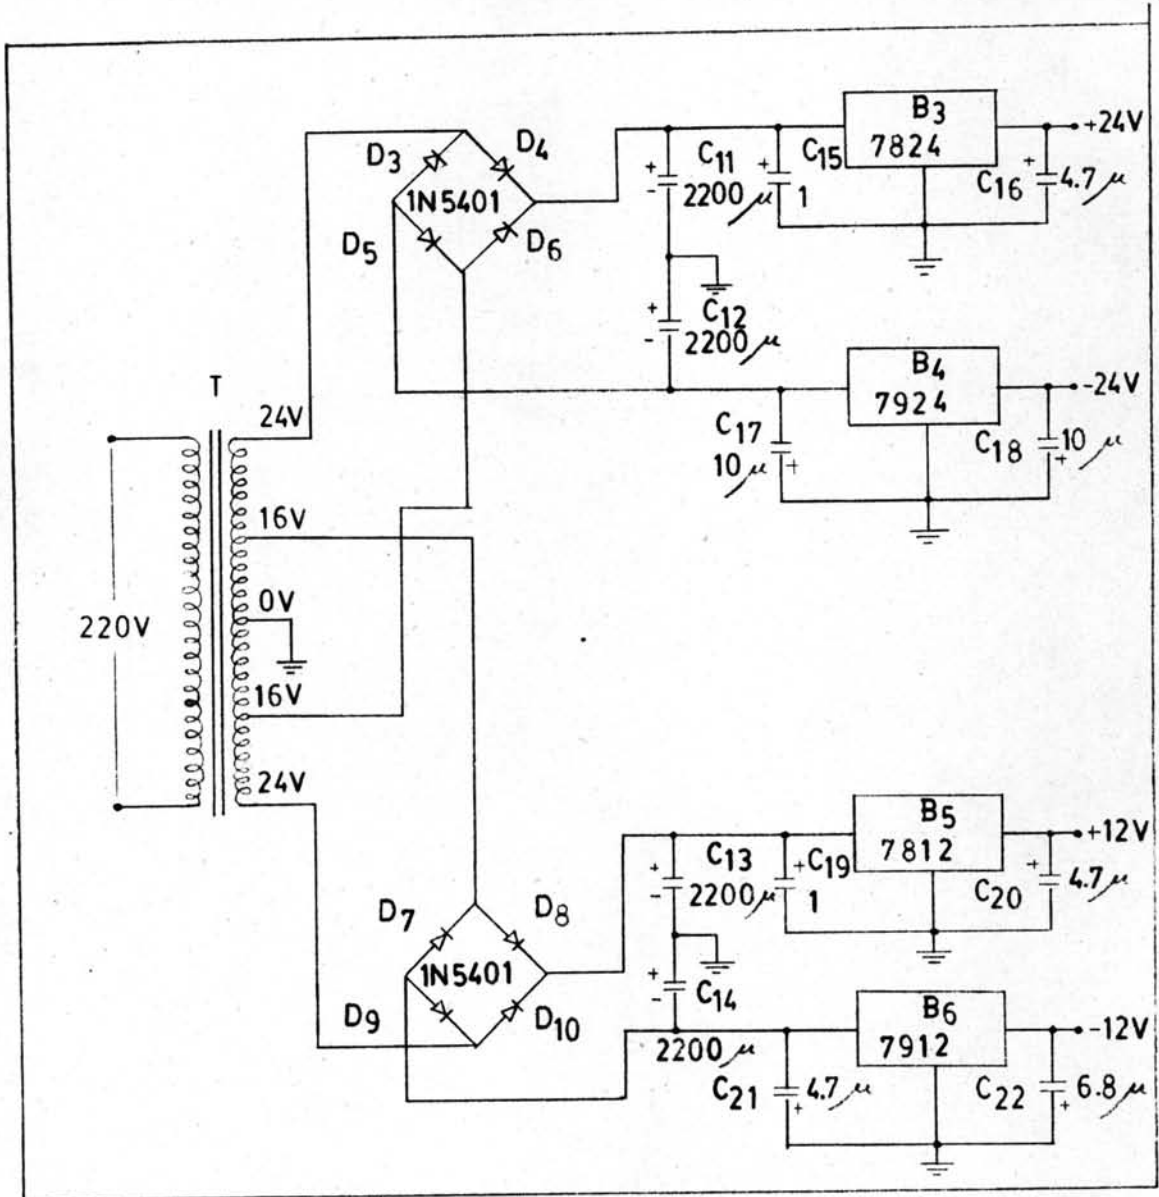 D3
D4
1N5401
D5
D6
C11
2200 μ
C15
1
B3
7824
+24V
C16
4.7 μ
C12
2200 μ
B4
7924
-24V
C17
10 μ
C18
10 μ
T
24V
16V
0V
16V
24V
220V
D7
D8
1N5401
D9
D10
C13
2200 μ
C19
1
B5
7812
+12V
C20
4.7 μ
C14
2200 μ
B6
7912
-12V
C21
4.7 μ
C22
6.8 μ